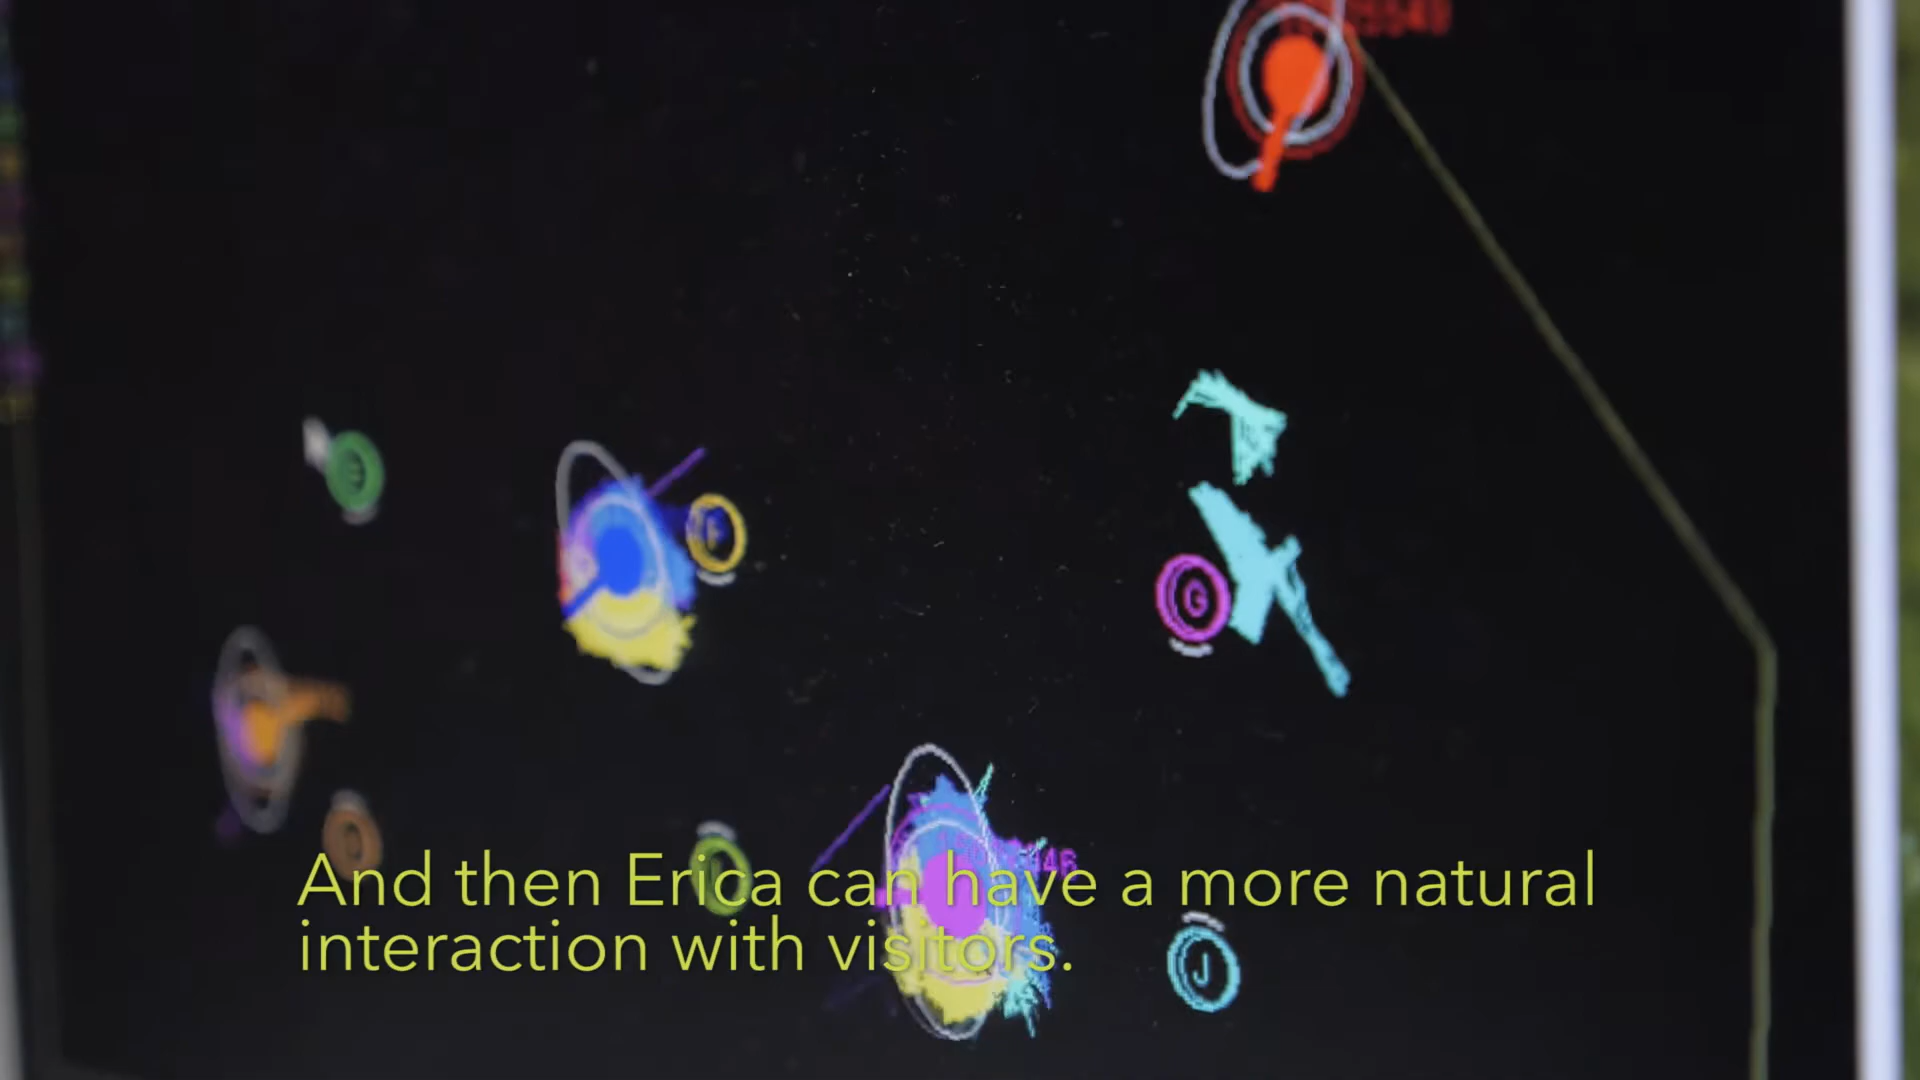 F
G
J
And then Erica can have a more natural
interaction with visitors.